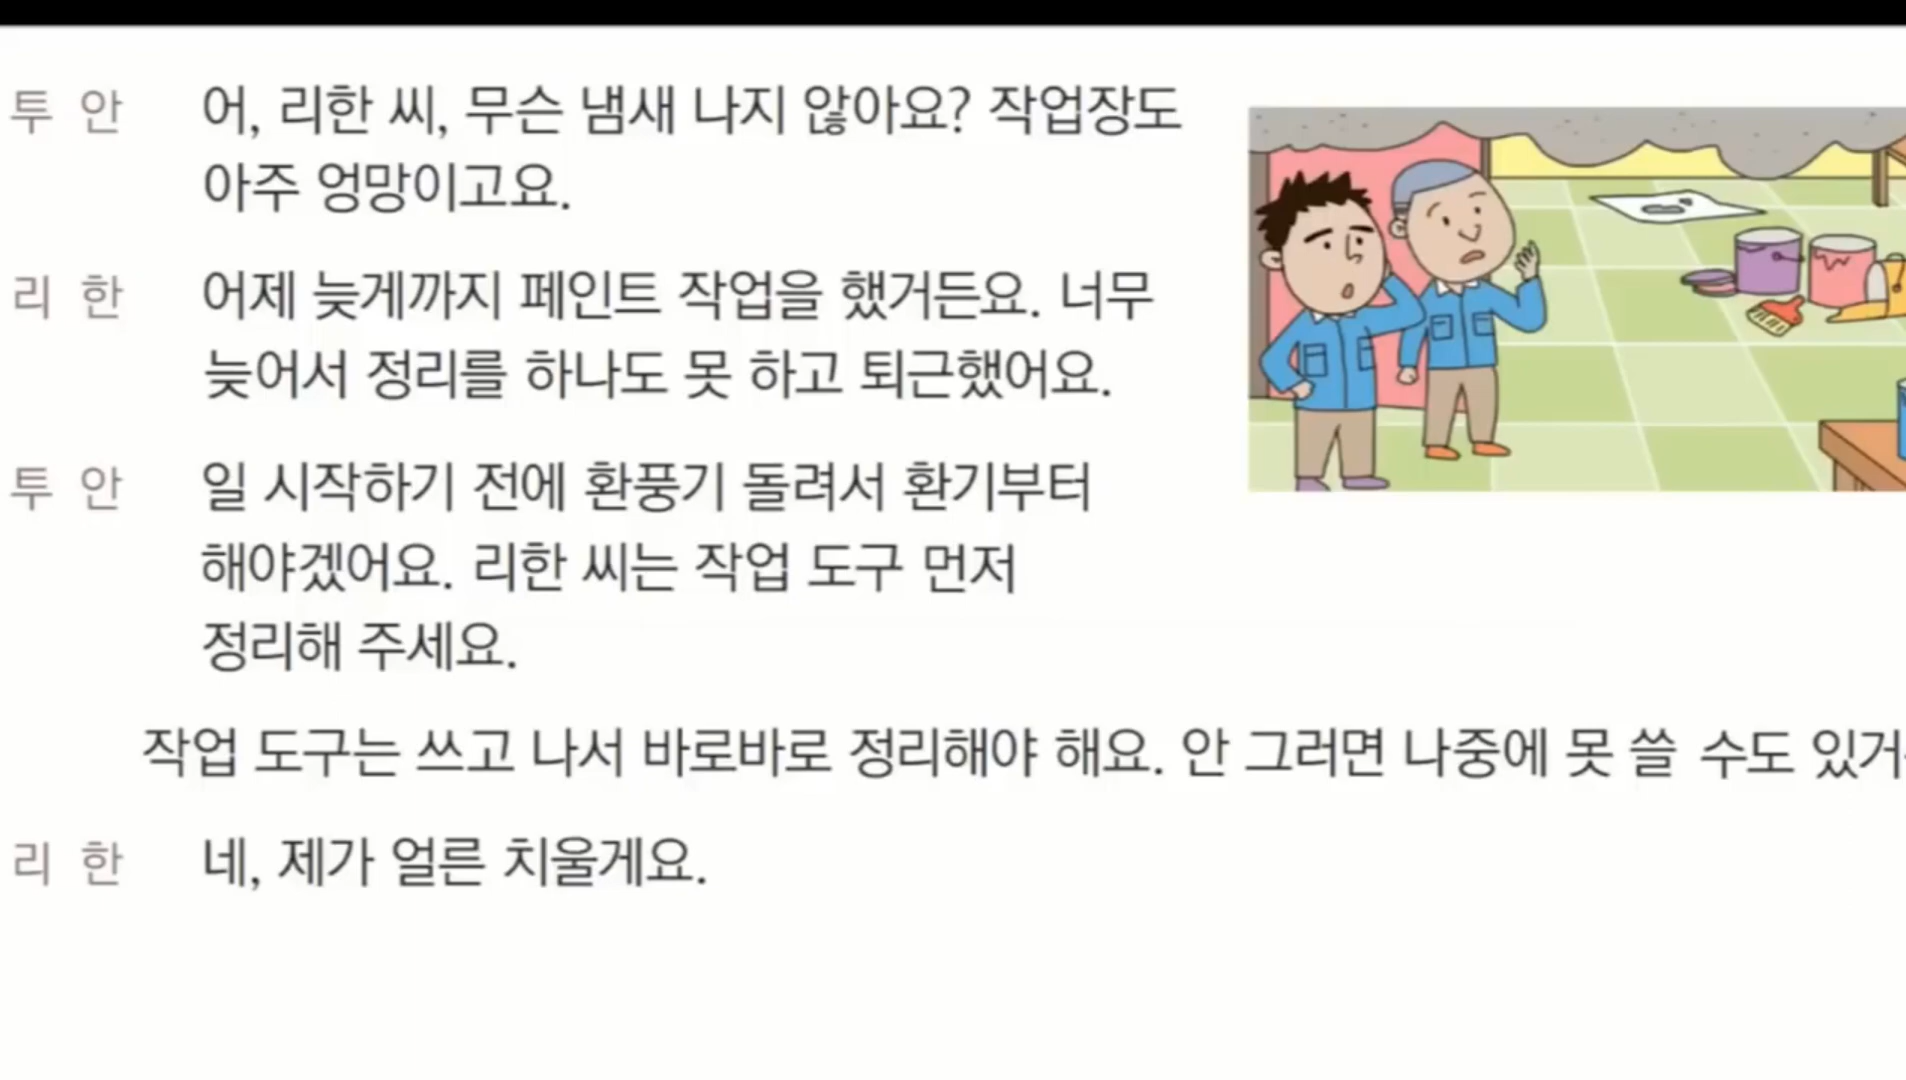 투 안 어, 리한 씨, 무슨 냄새 나지 않아요? 작업장도
아주 엉망이고요.
리 한 어제 늦게까지 페인트 작업을 했거든요. 너무
늦어서 정리를 하나도 못 하고 퇴근했어요.
투 안 일 시작하기 전에 환풍기 돌려서 환기부터
해야겠어요. 리한 씨는 작업 도구 먼저
정리해 주세요.
작업 도구는 쓰고 나서 바로바로 정리해야 해요. 안 그러면 나중에 못 쓸 수도 있거
리 한 네, 제가 얼른 치울게요.